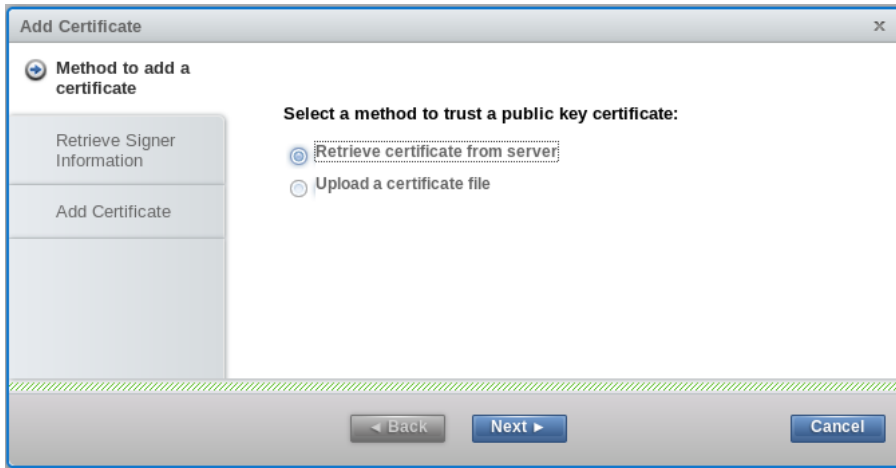 Add Certificate
x
Method to add a
certificate
Retrieve Signer
Information
Add Certificate
Select a method to trust a public key certificate:
Retrieve certificate from server
Upload a certificate file
◄ Back
Next ►
Cancel